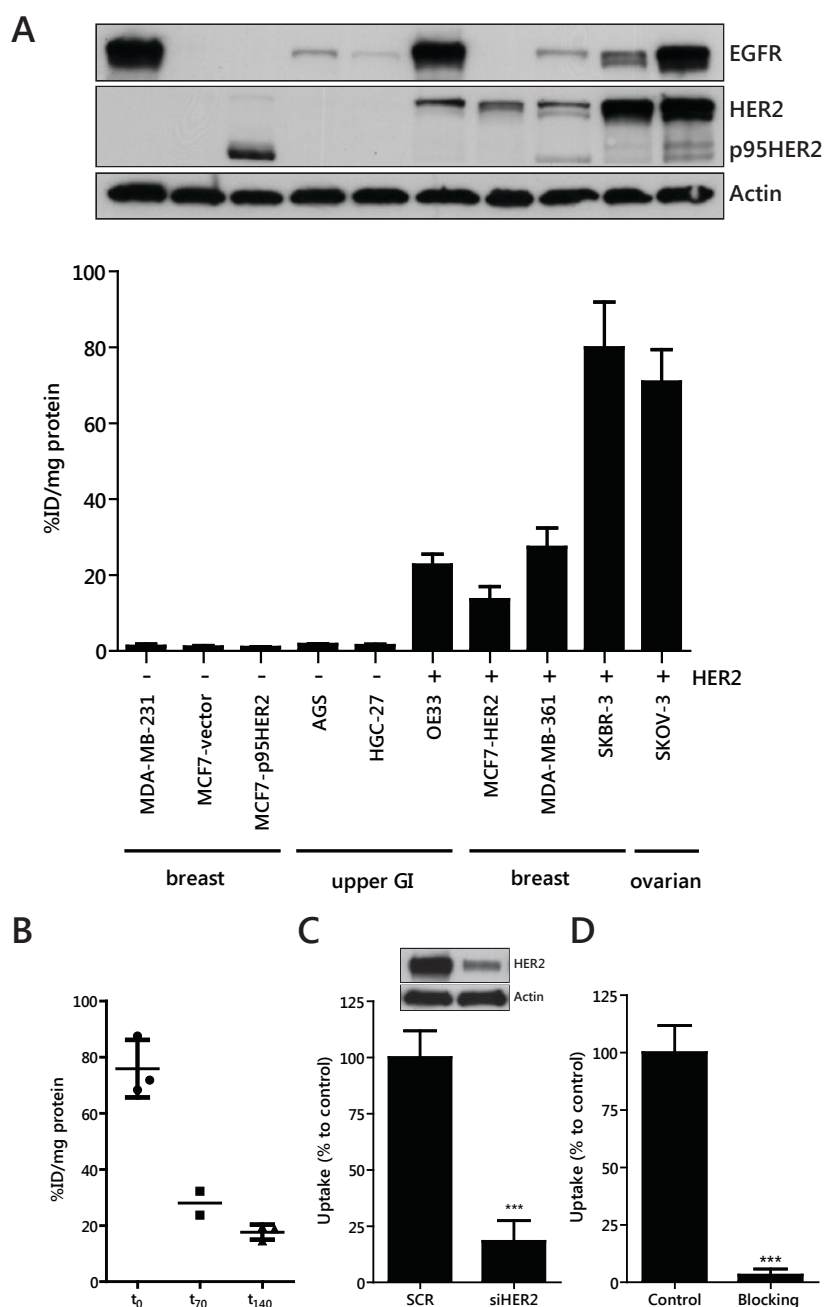 A
EGFR
HER2
p95HER2
Actin
100
80
60
40
20
0
%ID/mg protein
- - - - - + + + + + HER2
MDA-MB-231
MCF7-vector
MCF7-p95HER2
AGS
HGC-27
OE33
MCF7-HER2
MDA-MB-361
SKBR-3
SKOV-3
breast upper GI breast ovarian
B
100
80
60
40
20
0
%ID/mg protein
t0 t70 t140
C
HER2
Actin
125
100
75
50
25
0
Uptake (% to control)
***
SCR siHER2
D
125
100
75
50
25
0
Uptake (% to control)
***
Control Blocking